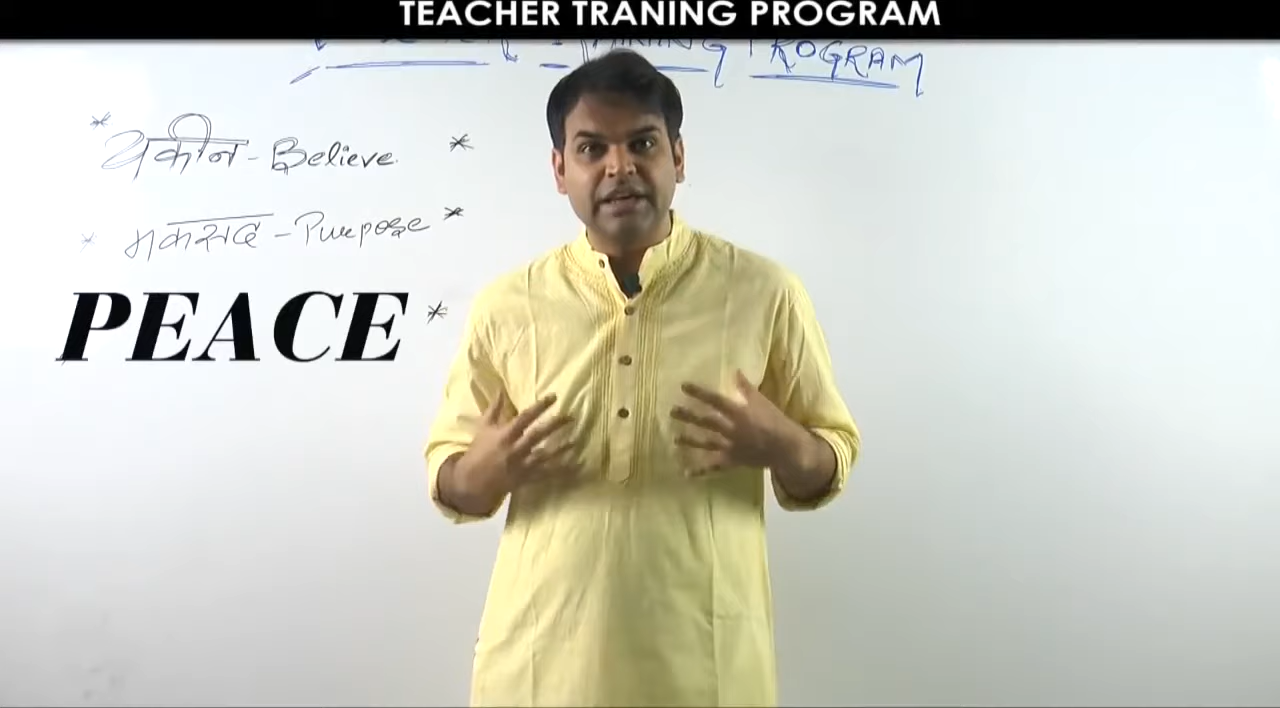 TEACHER TRANING PROGRAM
PROGRAM
* यकीन - Believe. *
* मकसद - Purpose *
PEACE *